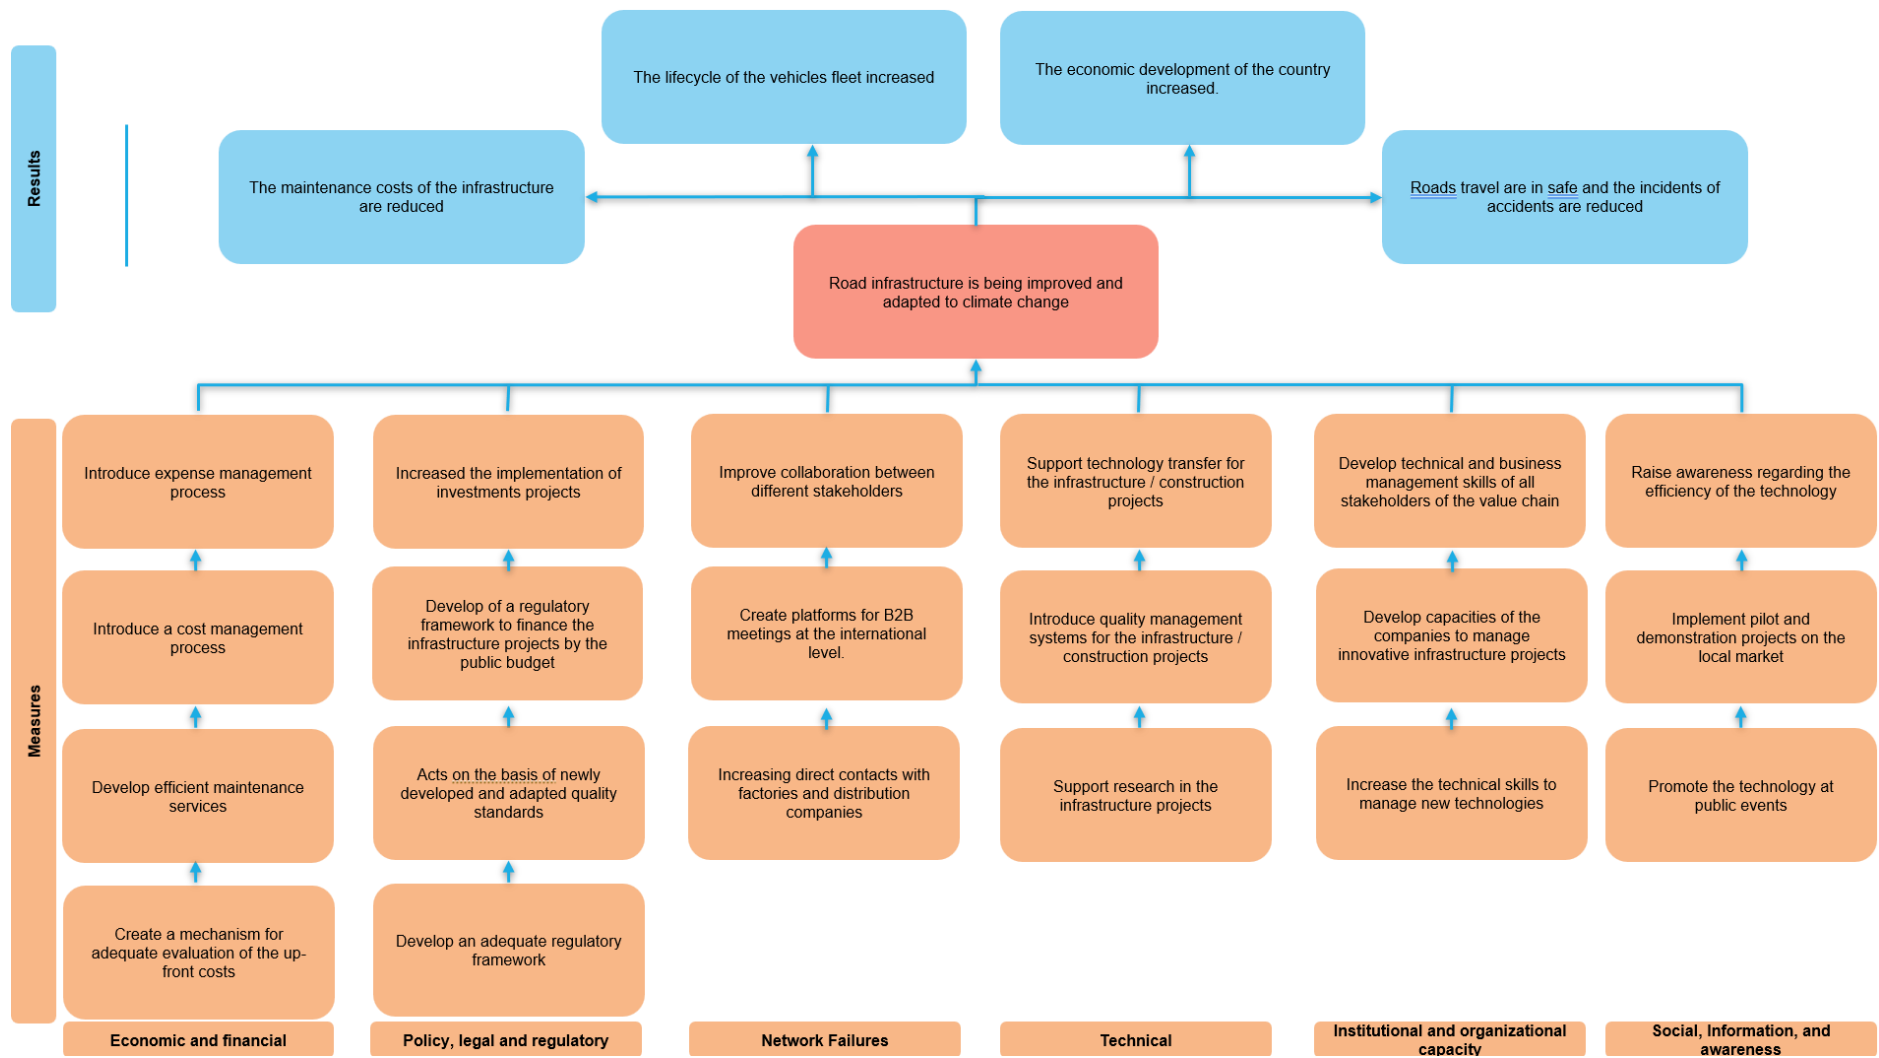 Results
The lifecycle of the vehicles fleet increased
The economic development of the country
increased.
The maintenance costs of the infrastructure
are reduced
Roads travel are in safe and the incidents of
accidents are reduced
Road infrastructure is being improved and
adapted to climate change
Measures
Introduce expense management
process
Increased the implementation of
investments projects
Improve collaboration between
different stakeholders
Support technology transfer for
the infrastructure / construction
projects
Develop technical and business
management skills of all
stakeholders of the value chain
Raise awareness regarding the
efficiency of the technology
Introduce a cost management
process
Develop of a regulatory
framework to finance the
infrastructure projects by the
public budget
Create platforms for B2B
meetings at the international
level.
Introduce quality management
systems for the infrastructure /
construction projects
Develop capacities of the
companies to manage
innovative infrastructure projects
Implement pilot and
demonstration projects on the
local market
Develop efficient maintenance
services
Acts on the basis of newly
developed and adapted quality
standards
Increasing direct contacts with
factories and distribution
companies
Support research in the
infrastructure projects
Increase the technical skills to
manage new technologies
Promote the technology at
public events
Create a mechanism for
adequate evaluation of the up-
front costs
Develop an adequate regulatory
framework
Economic and financial
Policy, legal and regulatory
Network Failures
Technical
Institutional and organizational
capacity
Social, Information, and
awareness